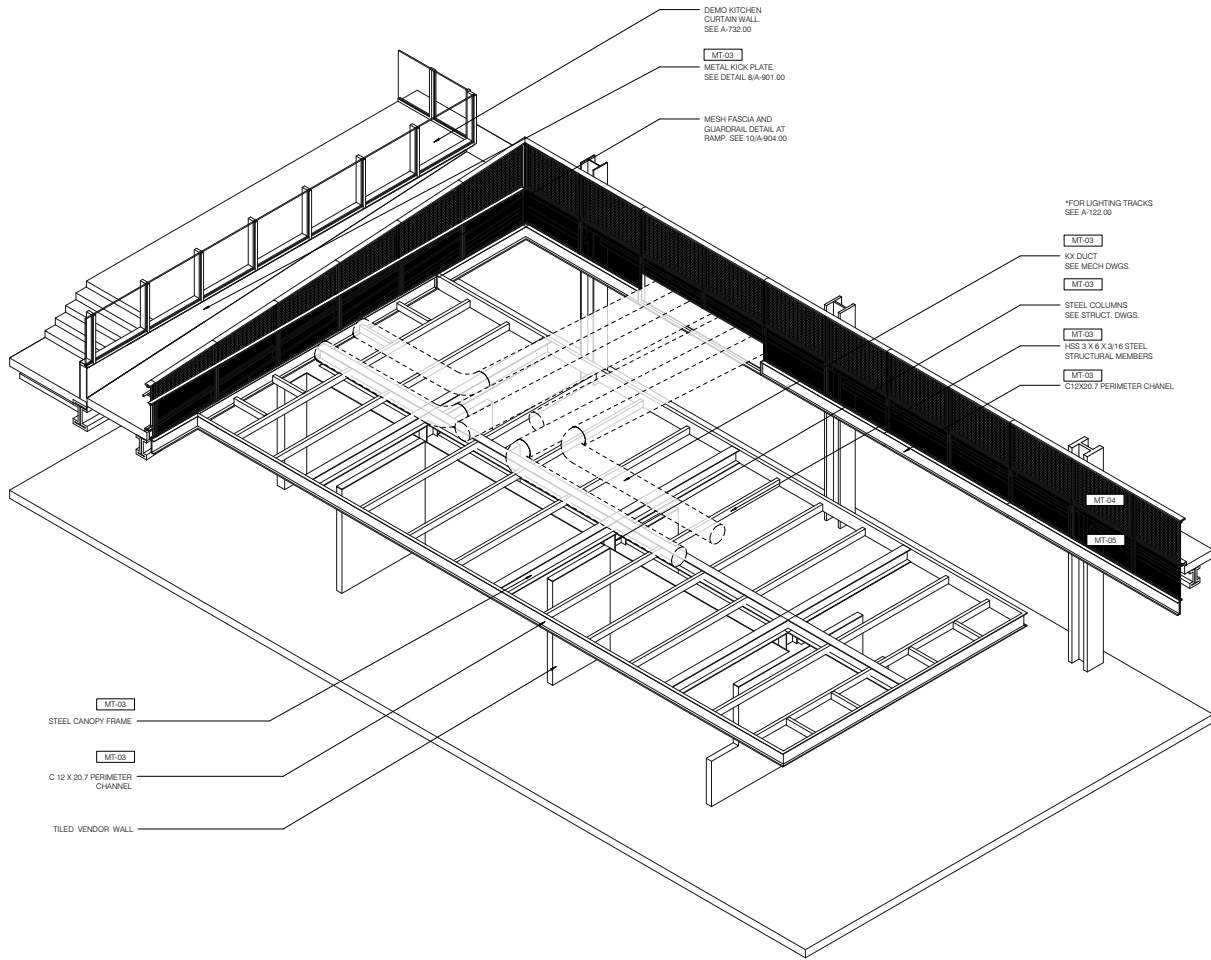 DEMO KITCHEN
CURTAIN WALL.
SEE A-732.00
MT-03
METAL KICK PLATE.
SEE DETAIL 8/A-901.00
MESH FASCIA AND
GUARDRAIL DETAIL AT
RAMP. SEE 10/A-904.00
*FOR LIGHTING TRACKS
SEE A-122.00
MT-03
KX DUCT
SEE MECH DWGS.
MT-03
STEEL COLUMNS
SEE STRUCT. DWGS.
MT-03
HSS 3 X 6 X 3/16 STEEL
STRUCTURAL MEMBERS
MT-03
C12X20.7 PERIMETER CHANEL
MT-04
MT-05
MT-03
STEEL CANOPY FRAME
MT-03
C 12 X 20.7 PERIMETER
CHANNEL
TILED VENDOR WALL